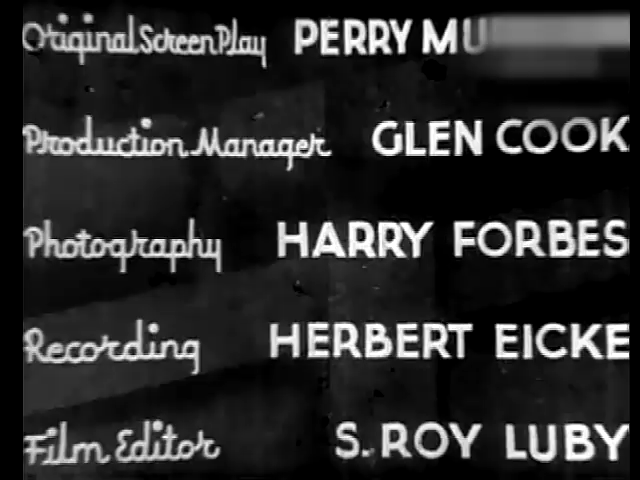 Original Screen Play PERRY
Production Manager GLEN COOK
Photography HARRY FORBES
Recording HERBERT EICKE
Film Editor S. ROY LUBY